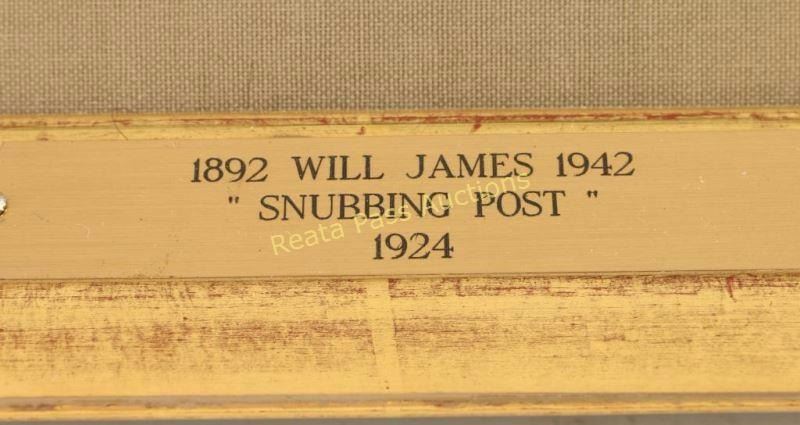 1892 WILL JAMES 1942
" SNUBBING POST "
Reata Pass Auctions
1924